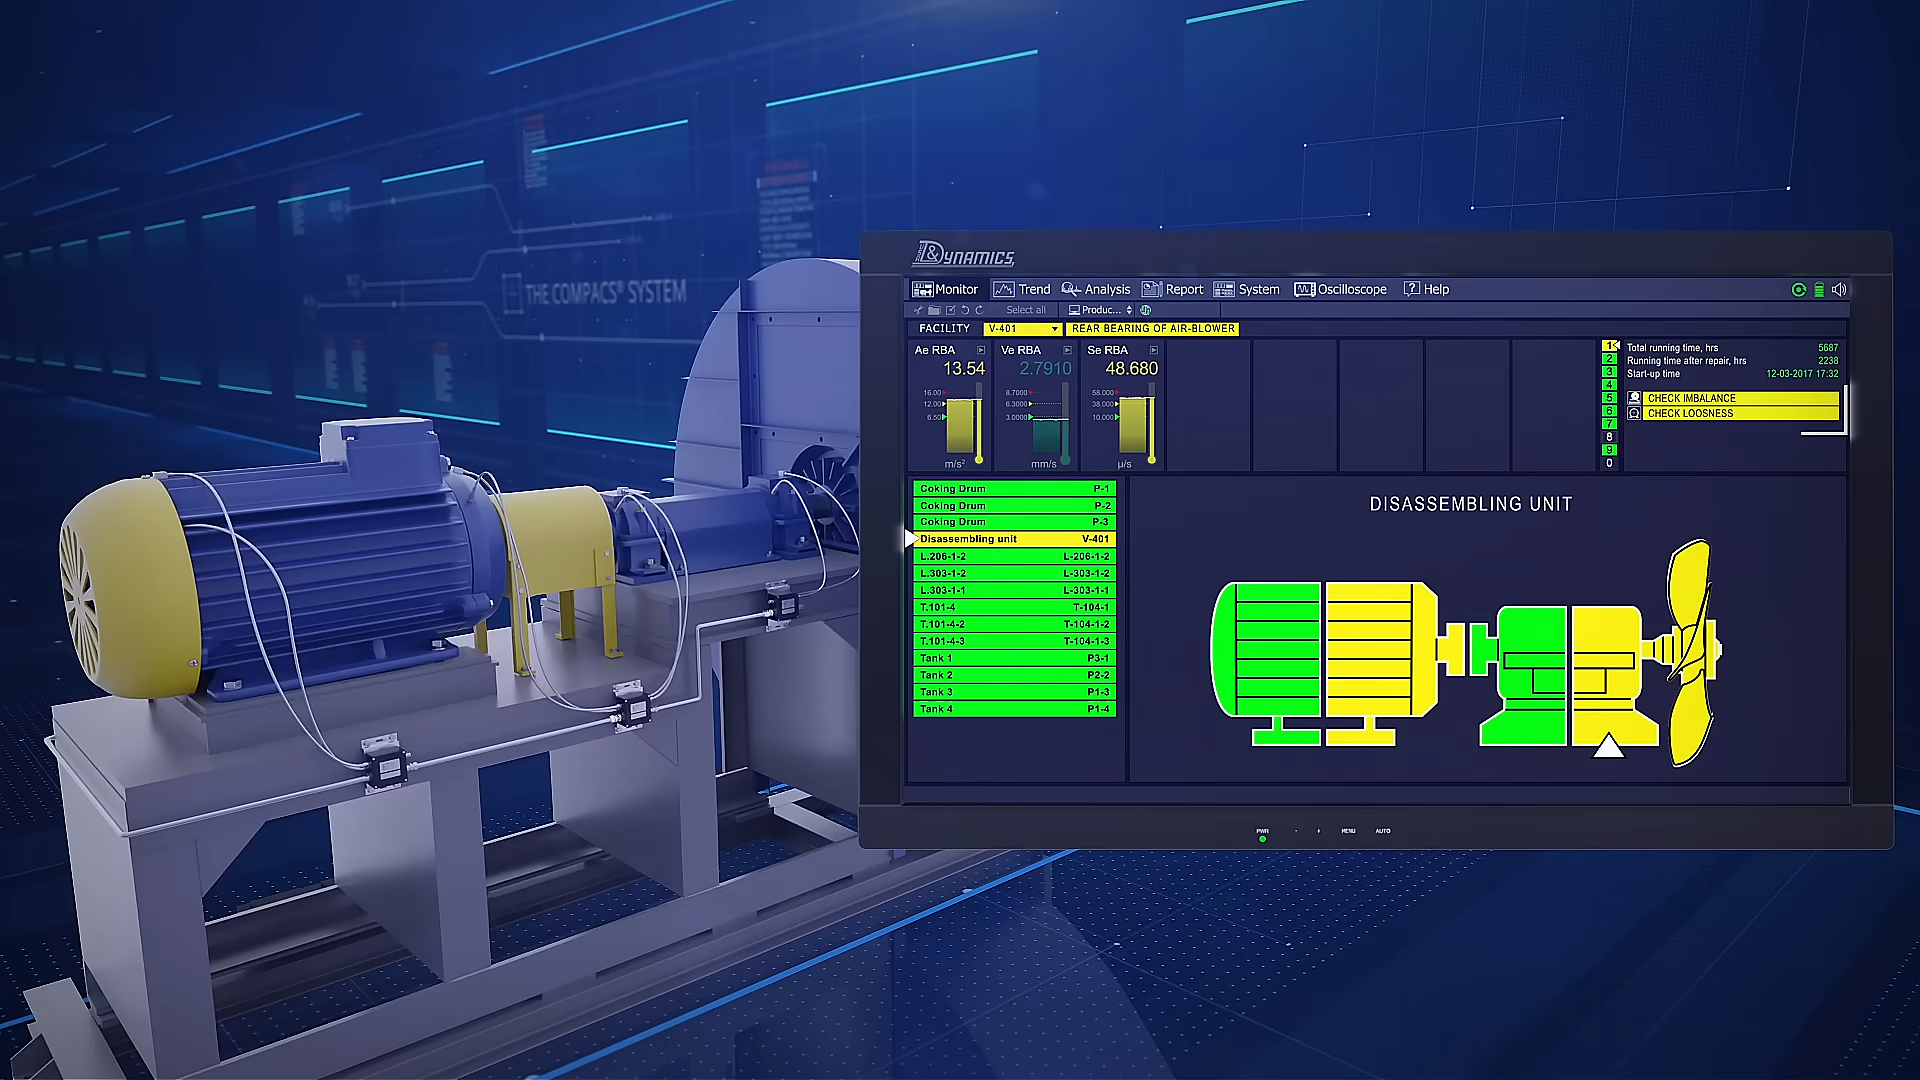 THE COMPACS® SYSTEM
D&YNAMICS
Monitor Trend Analysis Report System Oscilloscope Help
Select all Produc...
FACILITY V-401 REAR BEARING OF AIR-BLOWER
Ae RBA Ve RBA Se RBA
13.54 2.7910 48.680
16.00 8.7000 58.000
12.00 6.3000 38.000
6.50 3.0000 10.000
m/s² mm/s µ/s
1
2
3
4
5
6
7
8
9
0
Total running time, hrs 5687
Running time after repair, hrs 2238
Start-up time 12-03-2017 17:32
CHECK IMBALANCE
CHECK LOOSNESS
Coking Drum P-1
Coking Drum P-2
Coking Drum P-3
Disassembling unit V-401
L.206-1-2 L-206-1-2
L.303-1-2 L-303-1-2
L.303-1-1 L-303-1-1
T.101-4 T-104-1
T.101-4-2 T-104-1-2
T.101-4-3 T-104-1-3
Tank 1 P3-1
Tank 2 P2-2
Tank 3 P1-3
Tank 4 P1-4
DISASSEMBLING UNIT
PWR - + MENU AUTO